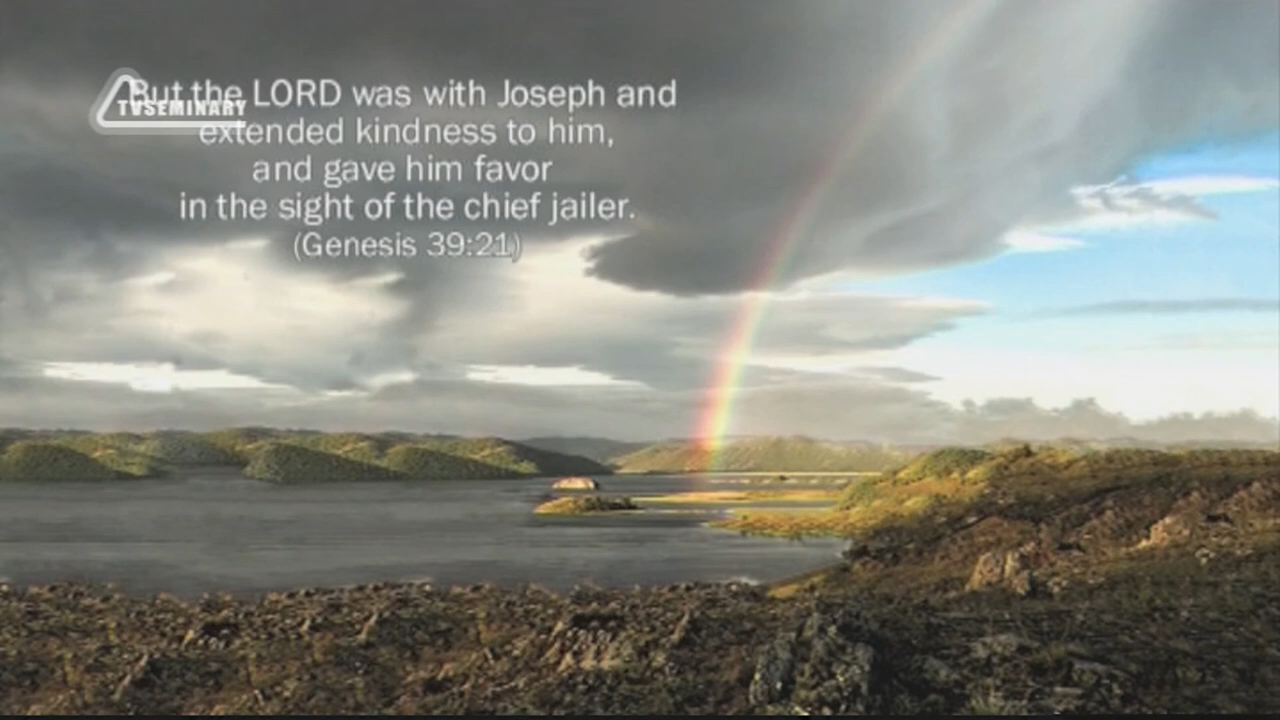 But the LORD was with Joseph and
TVSEMINARY
extended kindness to him,
and gave him favor
in the sight of the chief jailer.
(Genesis 39:21)